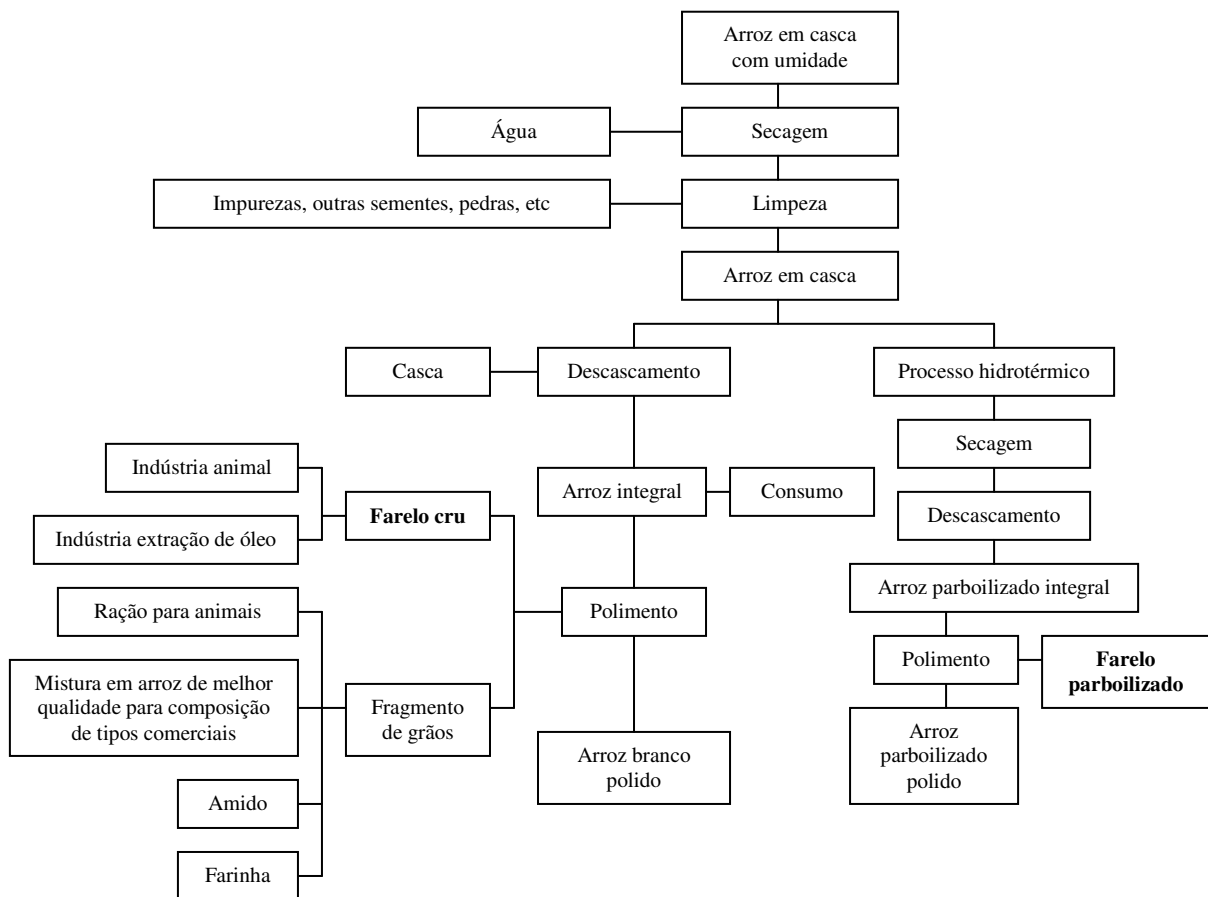 Arroz em casca
com umidade
Água
Secagem
Impurezas, outras sementes, pedras, etc
Limpeza
Arroz em casca
Casca
Descascamento
Processo hidrotérmico
Secagem
Indústria animal
Arroz integral
Consumo
Farelo cru
Descascamento
Indústria extração de óleo
Arroz parboilizado integral
Ração para animais
Polimento
Polimento
Farelo
parboilizado
Mistura em arroz de melhor
qualidade para composição
de tipos comerciais
Fragmento
de grãos
Arroz branco
polido
Arroz
parboilizado
polido
Amido
Farinha